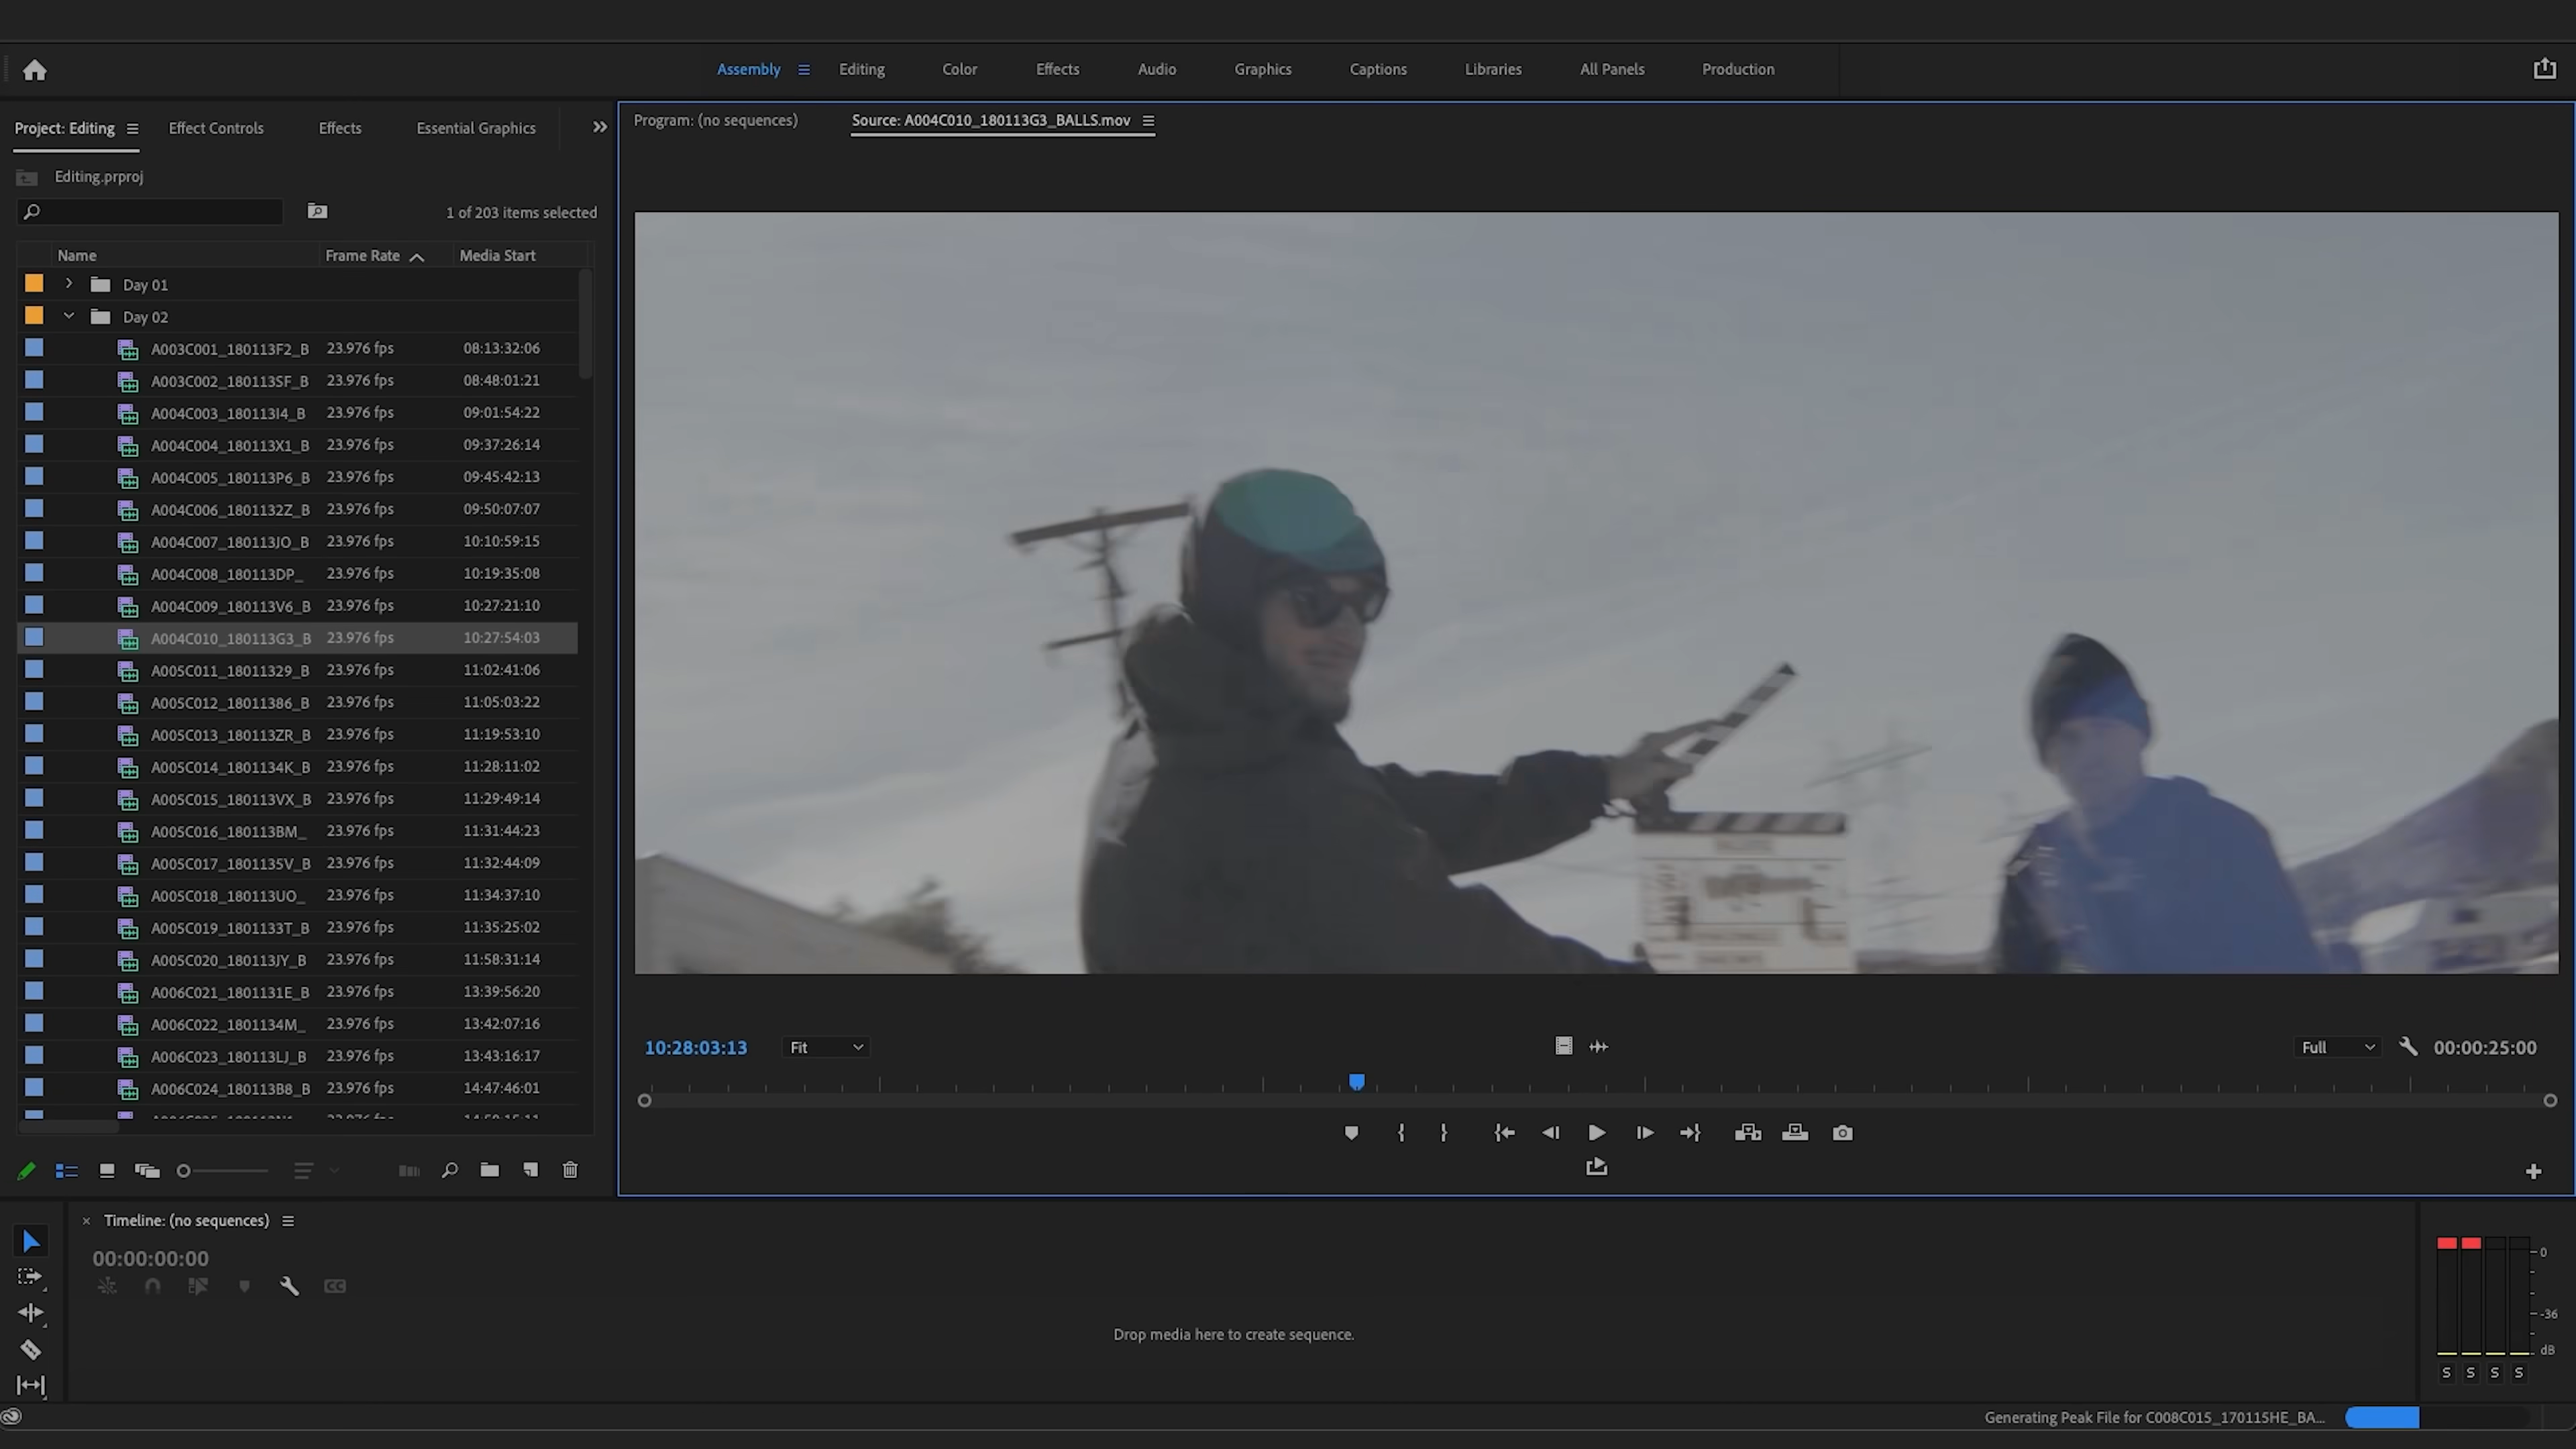 Assembly Editing Color Effects Audio Graphics Captions Libraries All Panels Production
Project: Editing Effect Controls Effects Essential Graphics
Editing.prproj
1 of 203 items selected
Name Frame Rate Media Start
Day 01
Day 02
A003C001_180113F2_B 23.976 fps 08:13:32:06
A003C002_180113SF_B 23.976 fps 08:48:01:21
A004C003_180113I4_B 23.976 fps 09:01:54:22
A004C004_180113X1_B 23.976 fps 09:37:26:14
A004C005_180113P6_B 23.976 fps 09:45:42:13
A004C006_1801132Z_B 23.976 fps 09:50:07:07
A004C007_180113JO_B 23.976 fps 10:10:59:15
A004C008_180113DP_ 23.976 fps 10:19:35:08
A004C009_180113V6_B 23.976 fps 10:27:21:10
A004C010_180113G3_B 23.976 fps 10:27:54:03
A005C011_18011329_B 23.976 fps 11:02:41:06
A005C012_18011386_B 23.976 fps 11:05:03:22
A005C013_180113ZR_B 23.976 fps 11:19:53:10
A005C014_1801134K_B 23.976 fps 11:28:11:02
A005C015_180113VX_B 23.976 fps 11:29:49:14
A005C016_180113BM_ 23.976 fps 11:31:44:23
A005C017_1801135V_B 23.976 fps 11:32:44:09
A005C018_180113UO_ 23.976 fps 11:34:37:10
A005C019_1801133T_B 23.976 fps 11:35:25:02
A005C020_180113JY_B 23.976 fps 11:58:31:14
A006C021_1801131E_B 23.976 fps 13:39:56:20
A006C022_1801134M_ 23.976 fps 13:42:07:16
A006C023_180113LJ_B 23.976 fps 13:43:16:17
A006C024_180113B8_B 23.976 fps 14:47:46:01
Program: (no sequences) Source: A004C010_180113G3_BALLS.mov
10:28:03:13 Fit Full 00:00:25:00
Timeline: (no sequences)
00:00:00:00
CC
Drop media here to create sequence.
0
-36
dB
S S S S
Generating Peak File for C008C015_170115HE_BA...